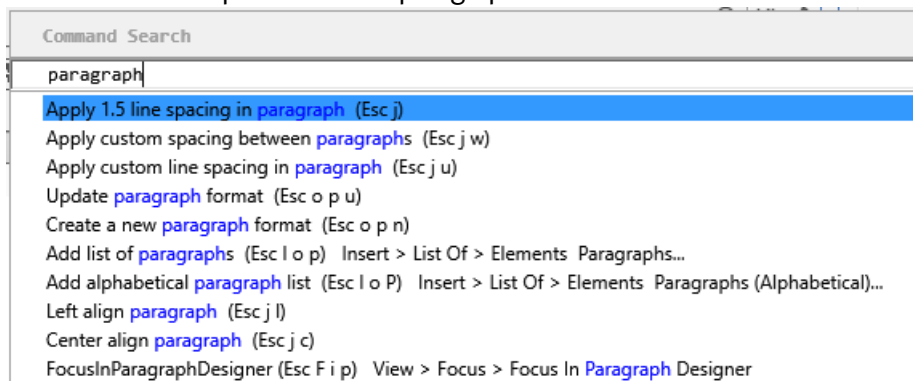 Command Search
paragraph
Apply 1.5 line spacing in paragraph (Esc j)
Apply custom spacing between paragraphs (Esc j w)
Apply custom line spacing in paragraph (Esc j u)
Update paragraph format (Esc o p u)
Create a new paragraph format (Esc o p n)
Add list of paragraphs (Esc l o p) Insert > List Of > Elements Paragraphs...
Add alphabetical paragraph list (Esc l o P) Insert > List Of > Elements Paragraphs (Alphabetical)...
Left align paragraph (Esc j l)
Center align paragraph (Esc j c)
FocusInParagraphDesigner (Esc F i p) View > Focus > Focus In Paragraph Designer